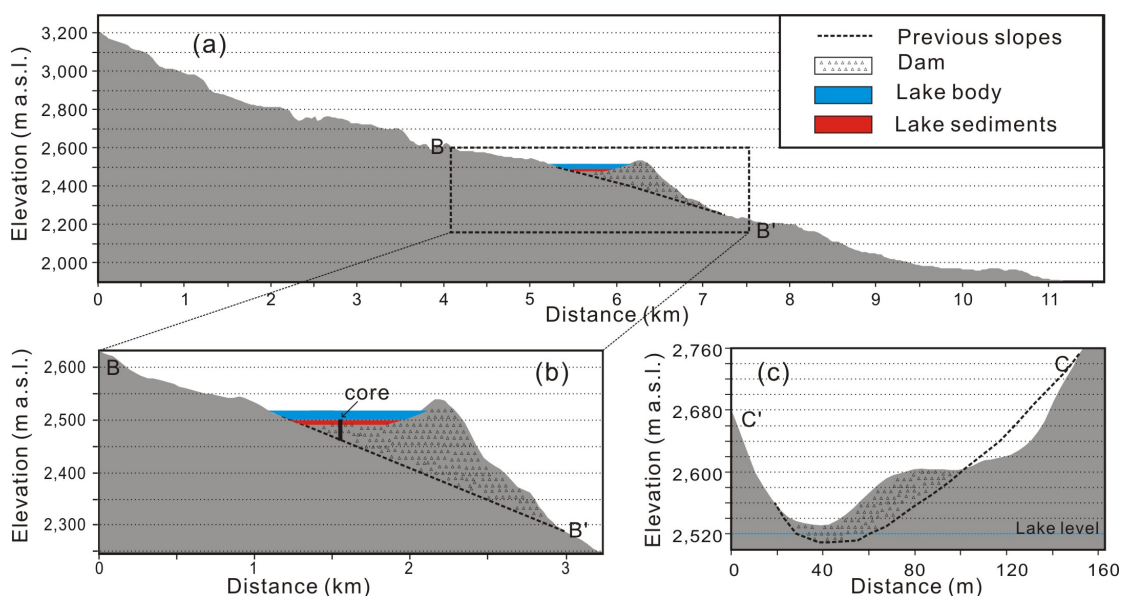 (a)
Elevation (m a.s.l.)
3,200
3,000
2,800
2,600
2,400
2,200
2,000
B
B'
0 1 2 3 4 5 6 7 8 9 10 11
Distance (km)
Previous slopes
Dam
Lake body
Lake sediments
(b)
Elevation (m a.s.l.)
2,600
2,500
2,400
2,300
B
core
B'
0 1 2 3
Distance (km)
(c)
Elevation (m a.s.l.)
2,760
2,680
2,600
2,520
C'
C
Lake level
0 40 80 120 160
Distance (m)